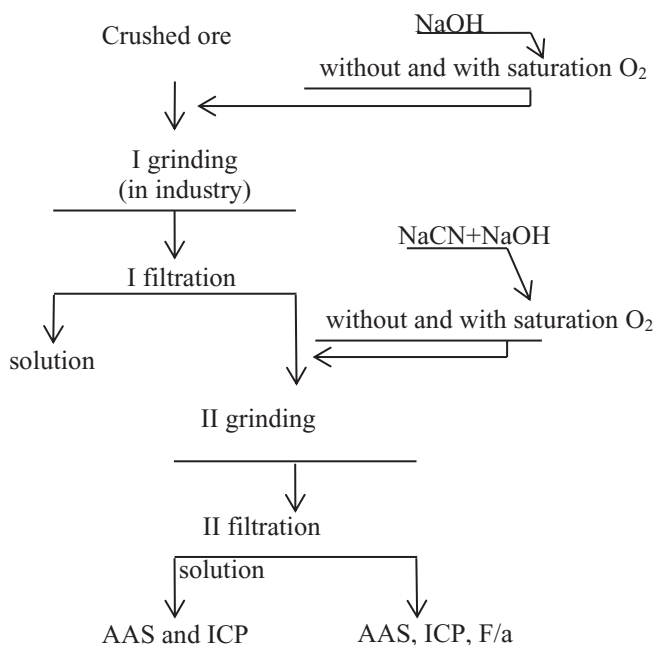 NaOH
Crushed ore
without and with saturation O₂
I grinding
(in industry)
NaCN+NaOH
I filtration
without and with saturation O₂
solution
II grinding
II filtration
solution
AAS and ICP
AAS, ICP, F/a